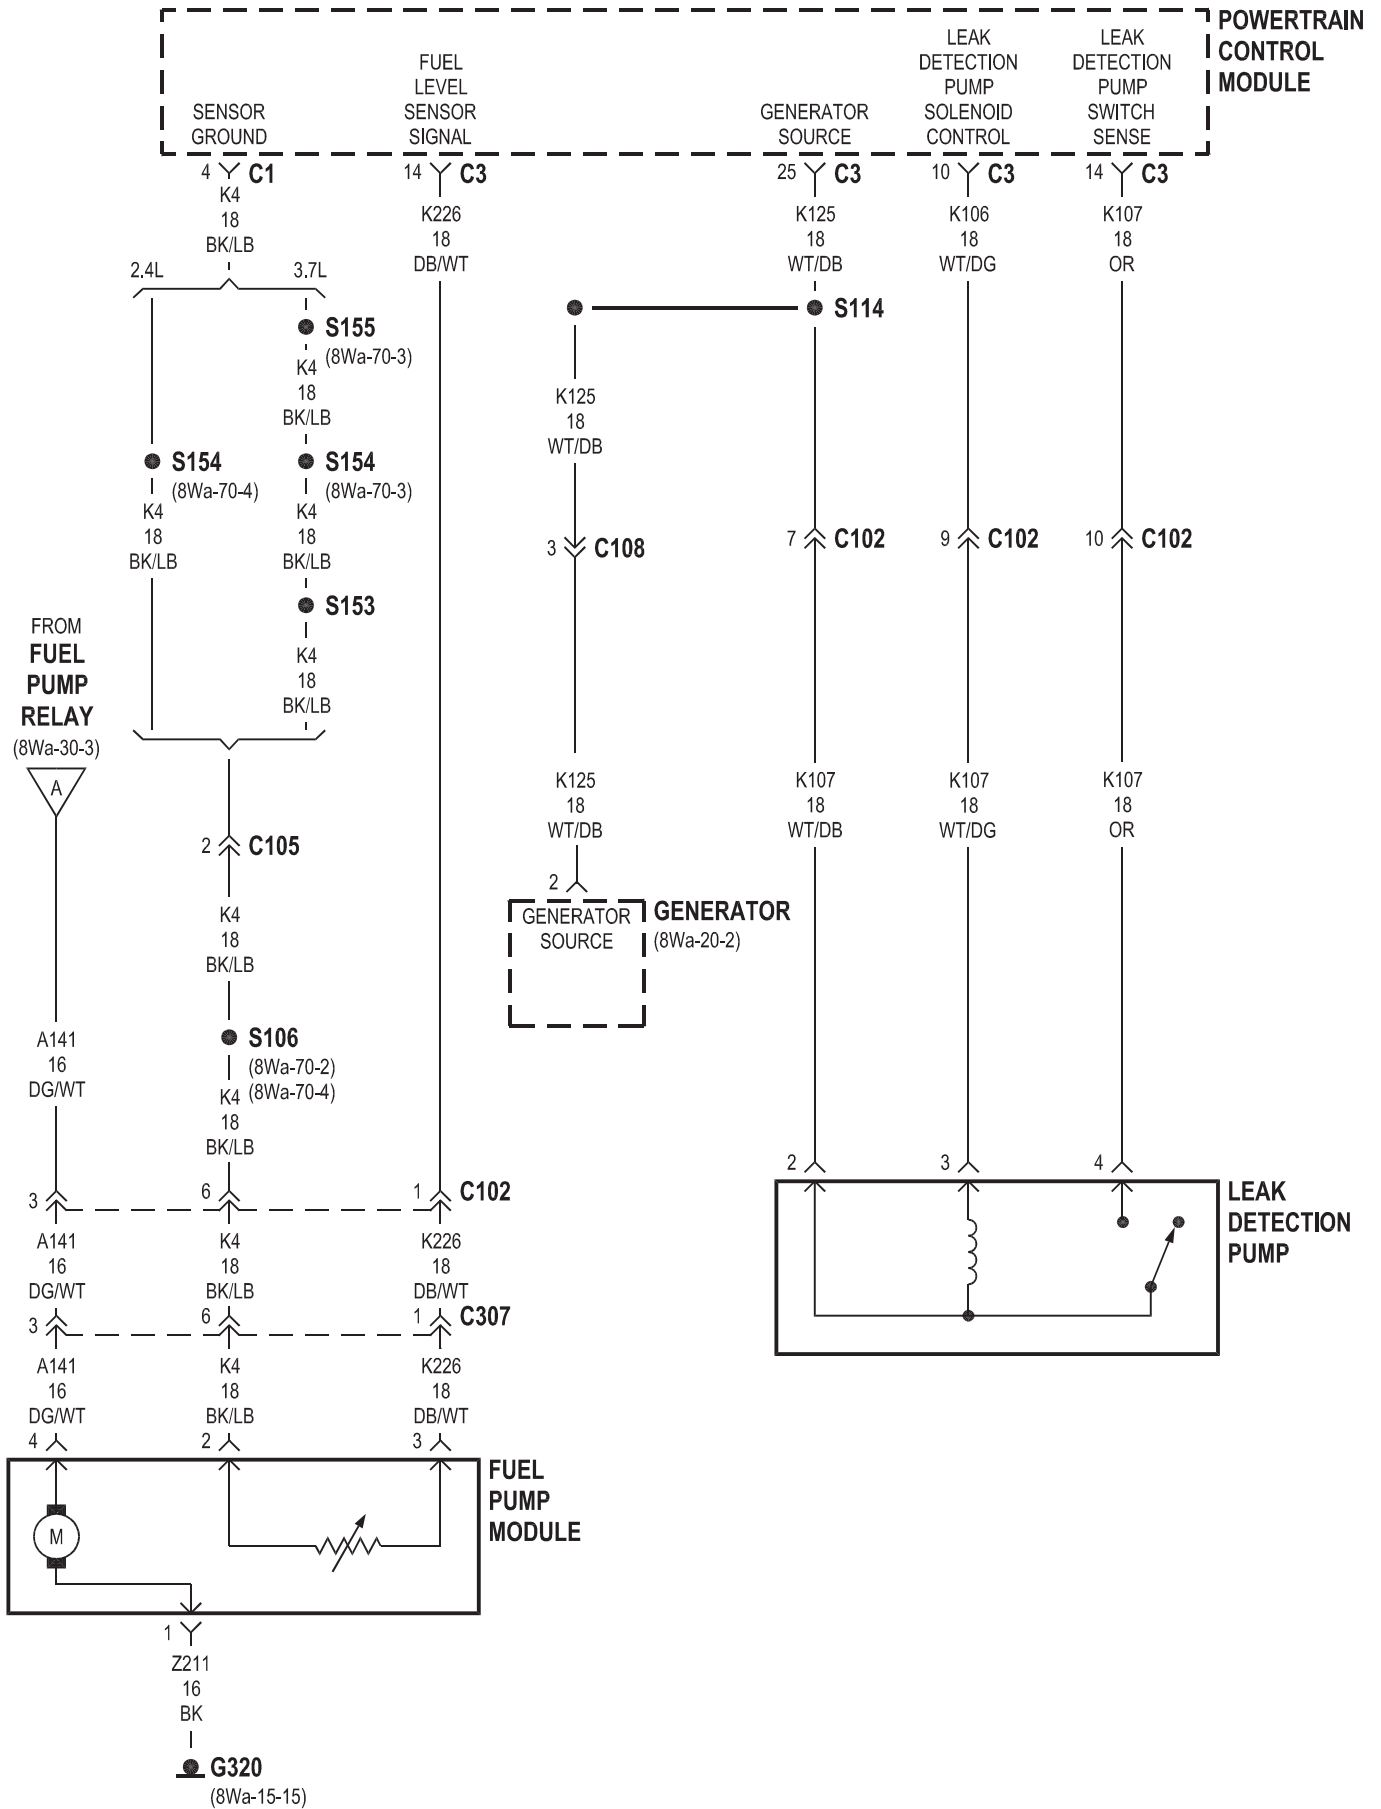 POWERTRAIN
CONTROL
MODULE
SENSOR
GROUND
FUEL
LEVEL
SENSOR
SIGNAL
GENERATOR
SOURCE
LEAK
DETECTION
PUMP
SOLENOID
CONTROL
LEAK
DETECTION
PUMP
SWITCH
SENSE
4 C1
14 C3
25 C3
10 C3
14 C3
K4
18
BK/LB
K226
18
DB/WT
K125
18
WT/DB
K106
18
WT/DG
K107
18
OR
2.4L
3.7L
S155
(8Wa-70-3)
K4
18
BK/LB
S114
K125
18
WT/DB
S154
(8Wa-70-4)
S154
(8Wa-70-3)
K4
18
BK/LB
K4
18
BK/LB
3 C108
7 C102
9 C102
10 C102
S153
K4
18
BK/LB
FROM
FUEL
PUMP
RELAY
(8Wa-30-3)
A
K125
18
WT/DB
K107
18
WT/DB
K107
18
WT/DG
K107
18
OR
2 C105
2
GENERATOR
SOURCE
GENERATOR
(8Wa-20-2)
K4
18
BK/LB
A141
16
DG/WT
S106
(8Wa-70-2)
(8Wa-70-4)
K4
18
BK/LB
2
3
4
LEAK
DETECTION
PUMP
3
6
1 C102
A141
16
DG/WT
K4
18
BK/LB
K226
18
DB/WT
3
6
1 C307
A141
16
DG/WT
K4
18
BK/LB
K226
18
DB/WT
4
2
3
FUEL
PUMP
MODULE
M
1
Z211
16
BK
G320
(8Wa-15-15)